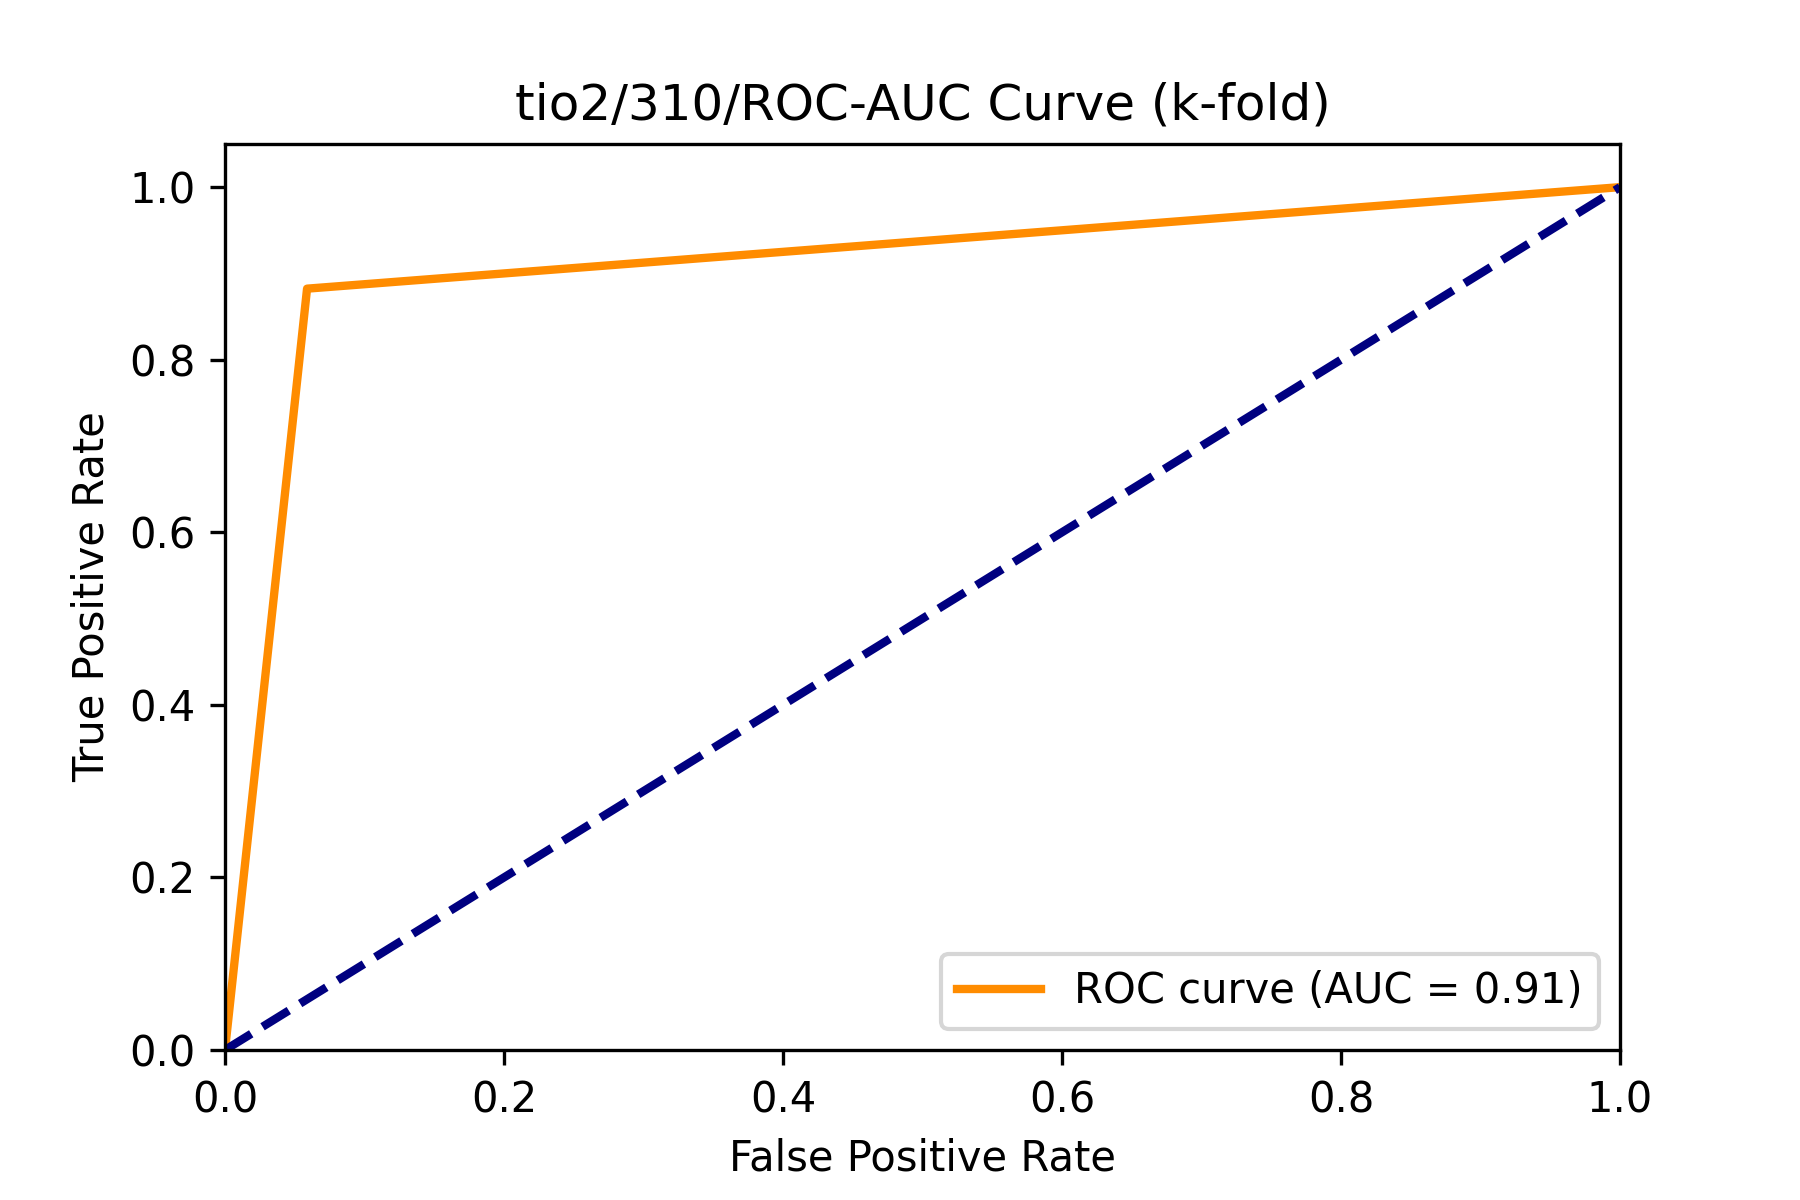 tio2/310/ROC-AUC Curve (k-fold)
True Positive Rate
1.0
0.8
0.6
0.4
0.2
0.0
ROC curve (AUC = 0.91)
0.0 0.2 0.4 0.6 0.8 1.0
False Positive Rate